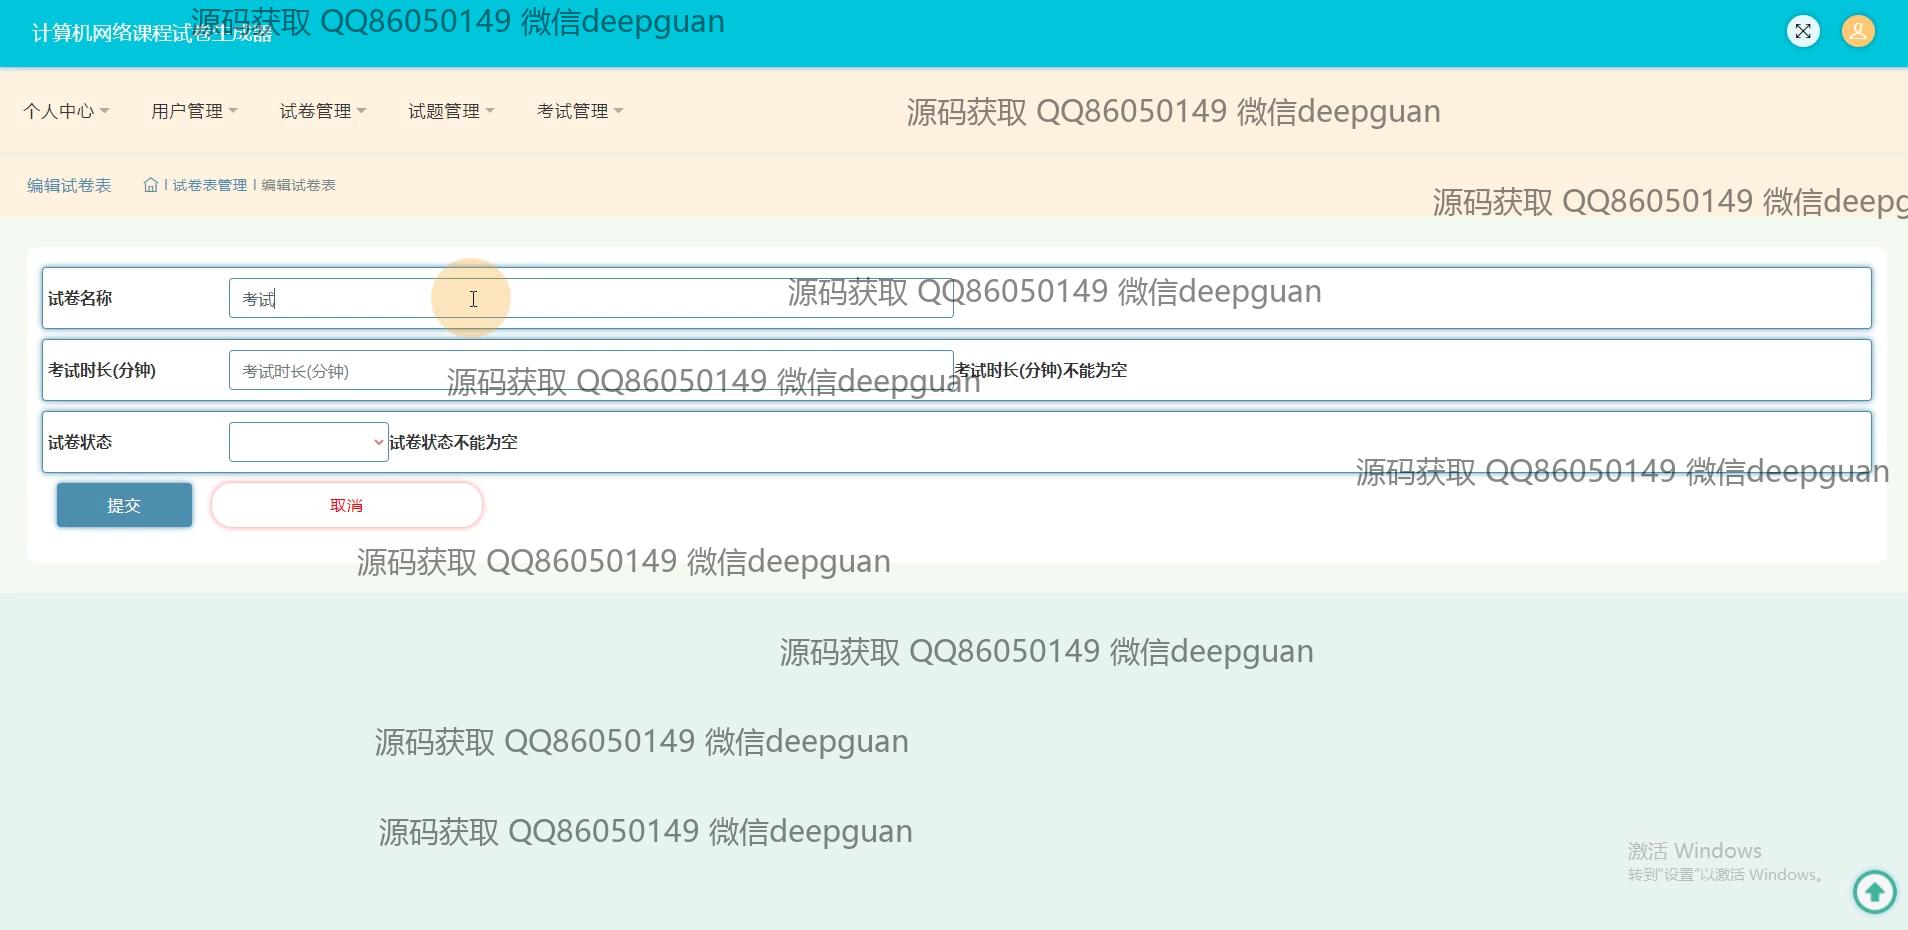 计算机网络课程试卷生成器
源码获取 QQ86050149 微信deepguan
个人中心 用户管理 试卷管理 试题管理 考试管理
源码获取 QQ86050149 微信deepguan
编辑试卷表 试卷表管理 编辑试卷表
源码获取 QQ86050149 微信deepg
试卷名称 考试
源码获取 QQ86050149 微信deepguan
考试时长(分钟) 考试时长(分钟) 考试时长(分钟)不能为空
源码获取 QQ86050149 微信deepguan
试卷状态 试卷状态不能为空
源码获取 QQ86050149 微信deepguan
提交 取消
源码获取 QQ86050149 微信deepguan
源码获取 QQ86050149 微信deepguan
源码获取 QQ86050149 微信deepguan
源码获取 QQ86050149 微信deepguan
激活 Windows
转到"设置"以激活 Windows。